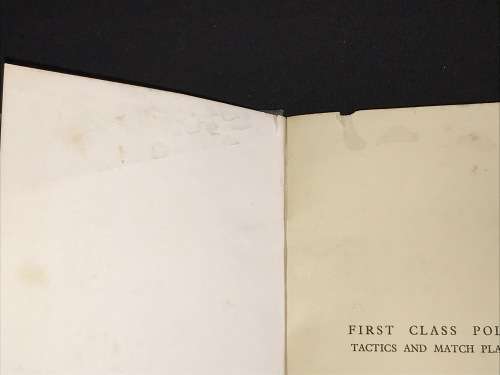 FIRST CLASS POL
TACTICS AND MATCH PLA